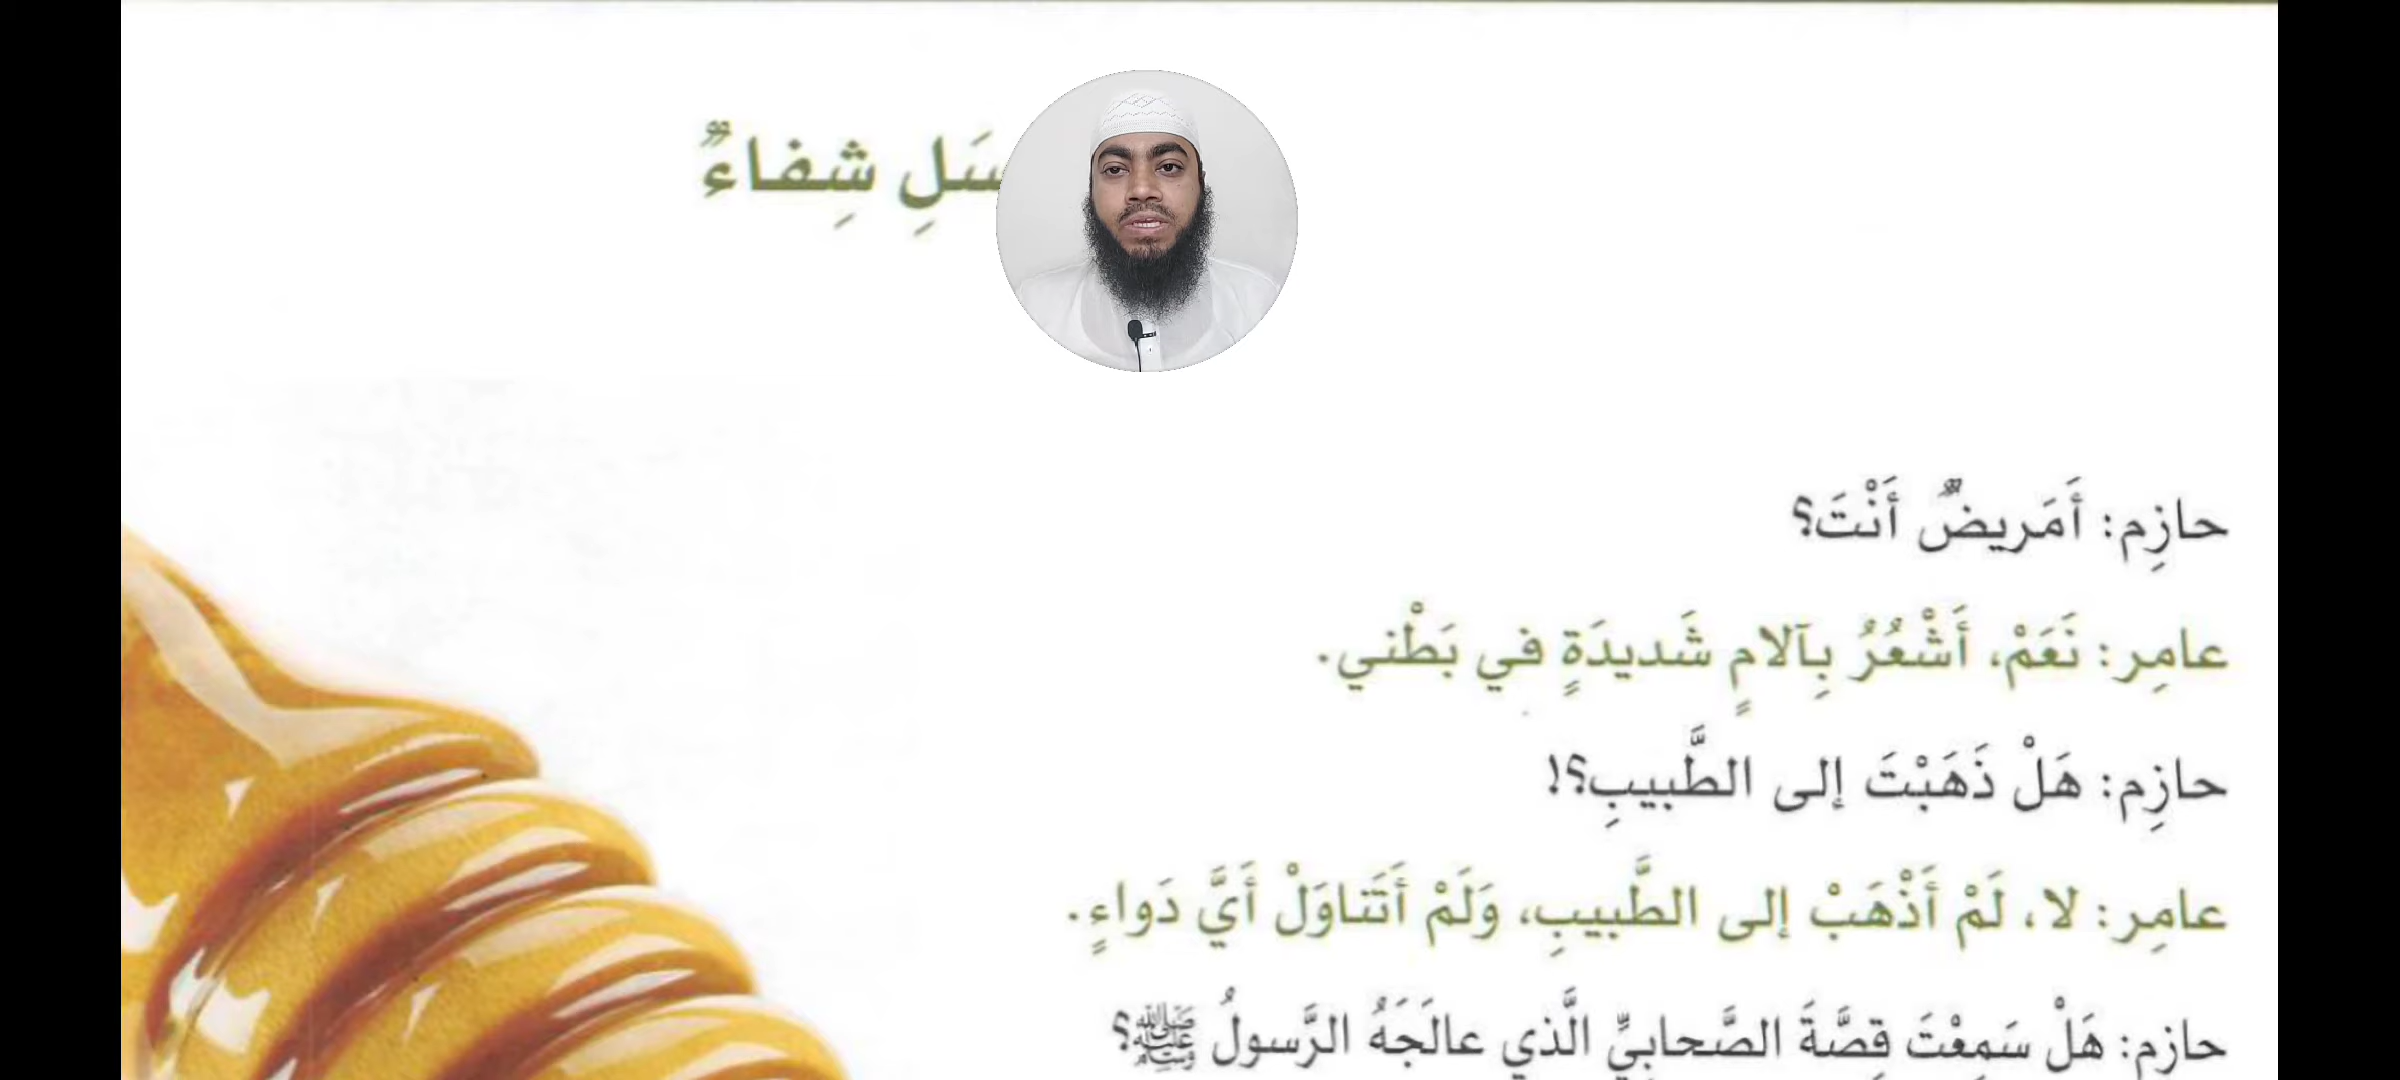 شِفاءٌ
حازِم: أَمَريضٌ أَنْتَ؟
عامِر: نَعَمْ، أَشْعُرُ بِآلامٍ شَديدَةٍ في بَطْني.
حازِم: هَلْ ذَهَبْتَ إلى الطَّبيبِ؟!
عامِر: لا، لَمْ أَذْهَبْ إلى الطَّبيبِ، وَلَمْ أَتَناوَلْ أَيَّ دَواءٍ.
حازِم: هَلْ سَمِعْتَ قِصَّةَ الصَّحابِيِّ الَّذي عالَجَهُ الرَّسولُ ﷺ؟